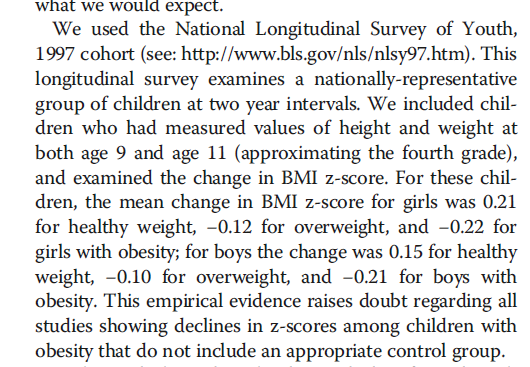 what we would expect.
We used the National Longitudinal Survey of Youth,
1997 cohort (see: http://www.bls.gov/nls/nlsy97.htm). This
longitudinal survey examines a nationally-representative
group of children at two year intervals. We included chil-
dren who had measured values of height and weight at
both age 9 and age 11 (approximating the fourth grade),
and examined the change in BMI z-score. For these chil-
dren, the mean change in BMI z-score for girls was 0.21
for healthy weight, −0.12 for overweight, and −0.22 for
girls with obesity; for boys the change was 0.15 for healthy
weight, −0.10 for overweight, and −0.21 for boys with
obesity. This empirical evidence raises doubt regarding all
studies showing declines in z-scores among children with
obesity that do not include an appropriate control group.